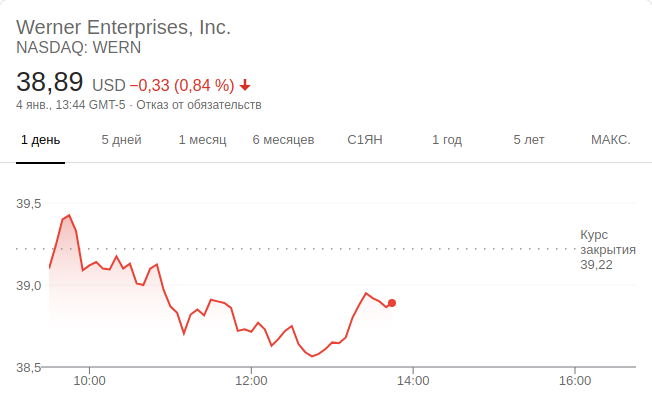 Werner Enterprises, Inc.
NASDAQ: WERN
38,89 USD −0,33 (0,84 %)
4 янв., 13:44 GMT-5 · Отказ от обязательств
1 день 5 дней 1 месяц 6 месяцев С1ЯН 1 год 5 лет МАКС.
39,5
Курс
закрытия
39,22
39,0
38,5
10:00 12:00 14:00 16:00